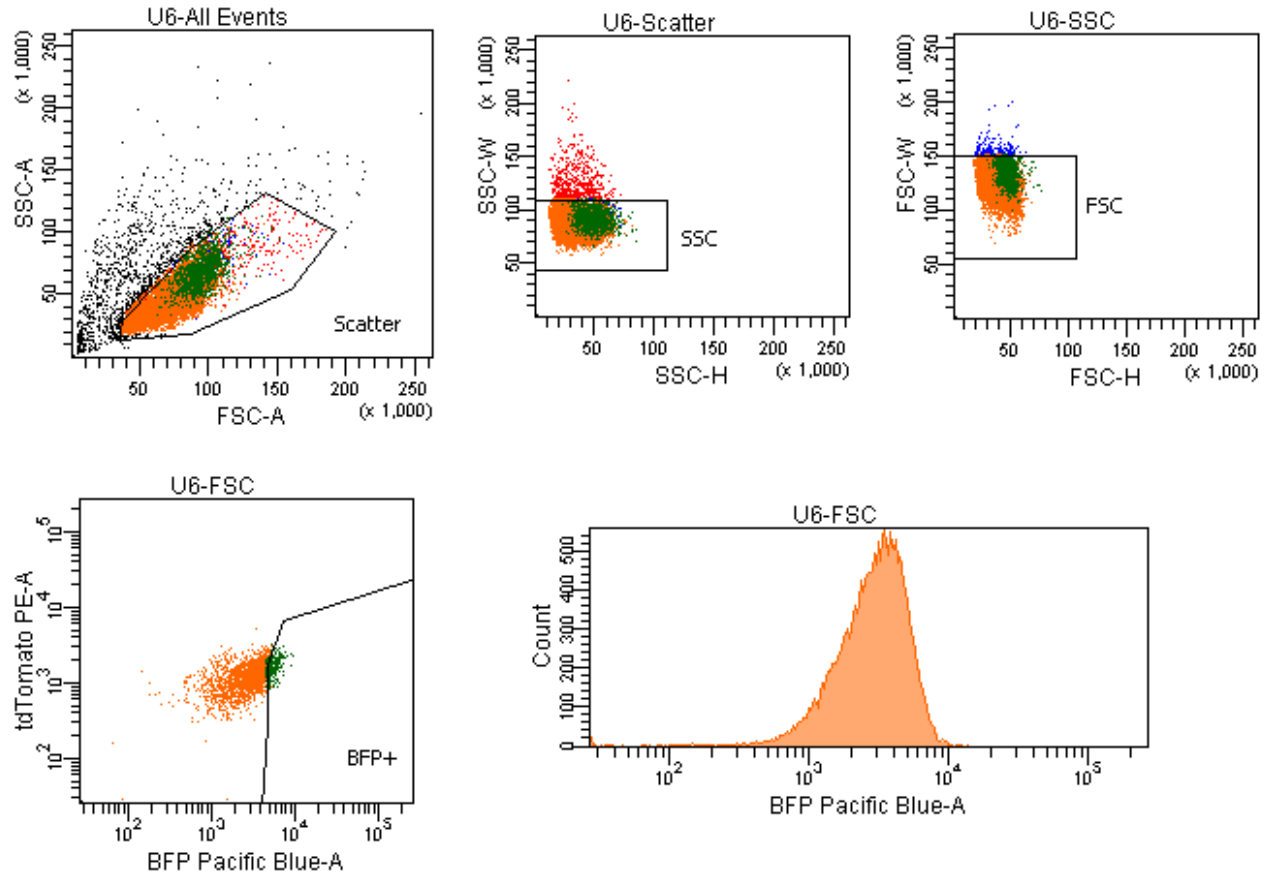 U6-All Events
(x 1,000)
250
200
150
100
50
SSC-A
Scatter
50 100 150 200 250
FSC-A
(x 1,000)
U6-Scatter
(x 1,000)
250
200
150
100
50
SSC-W
SSC
50 100 150 200 250
SSC-H
(x 1,000)
U6-SSC
(x 1,000)
250
200
150
100
50
FSC-W
FSC
50 100 150 200 250
FSC-H
(x 1,000)
U6-FSC
10^5
10^4
10^3
10^2
tdTomato PE-A
BFP+
10^2 10^3 10^4 10^5
BFP Pacific Blue-A
U6-FSC
500
400
300
200
100
0
Count
10^2 10^3 10^4 10^5
BFP Pacific Blue-A